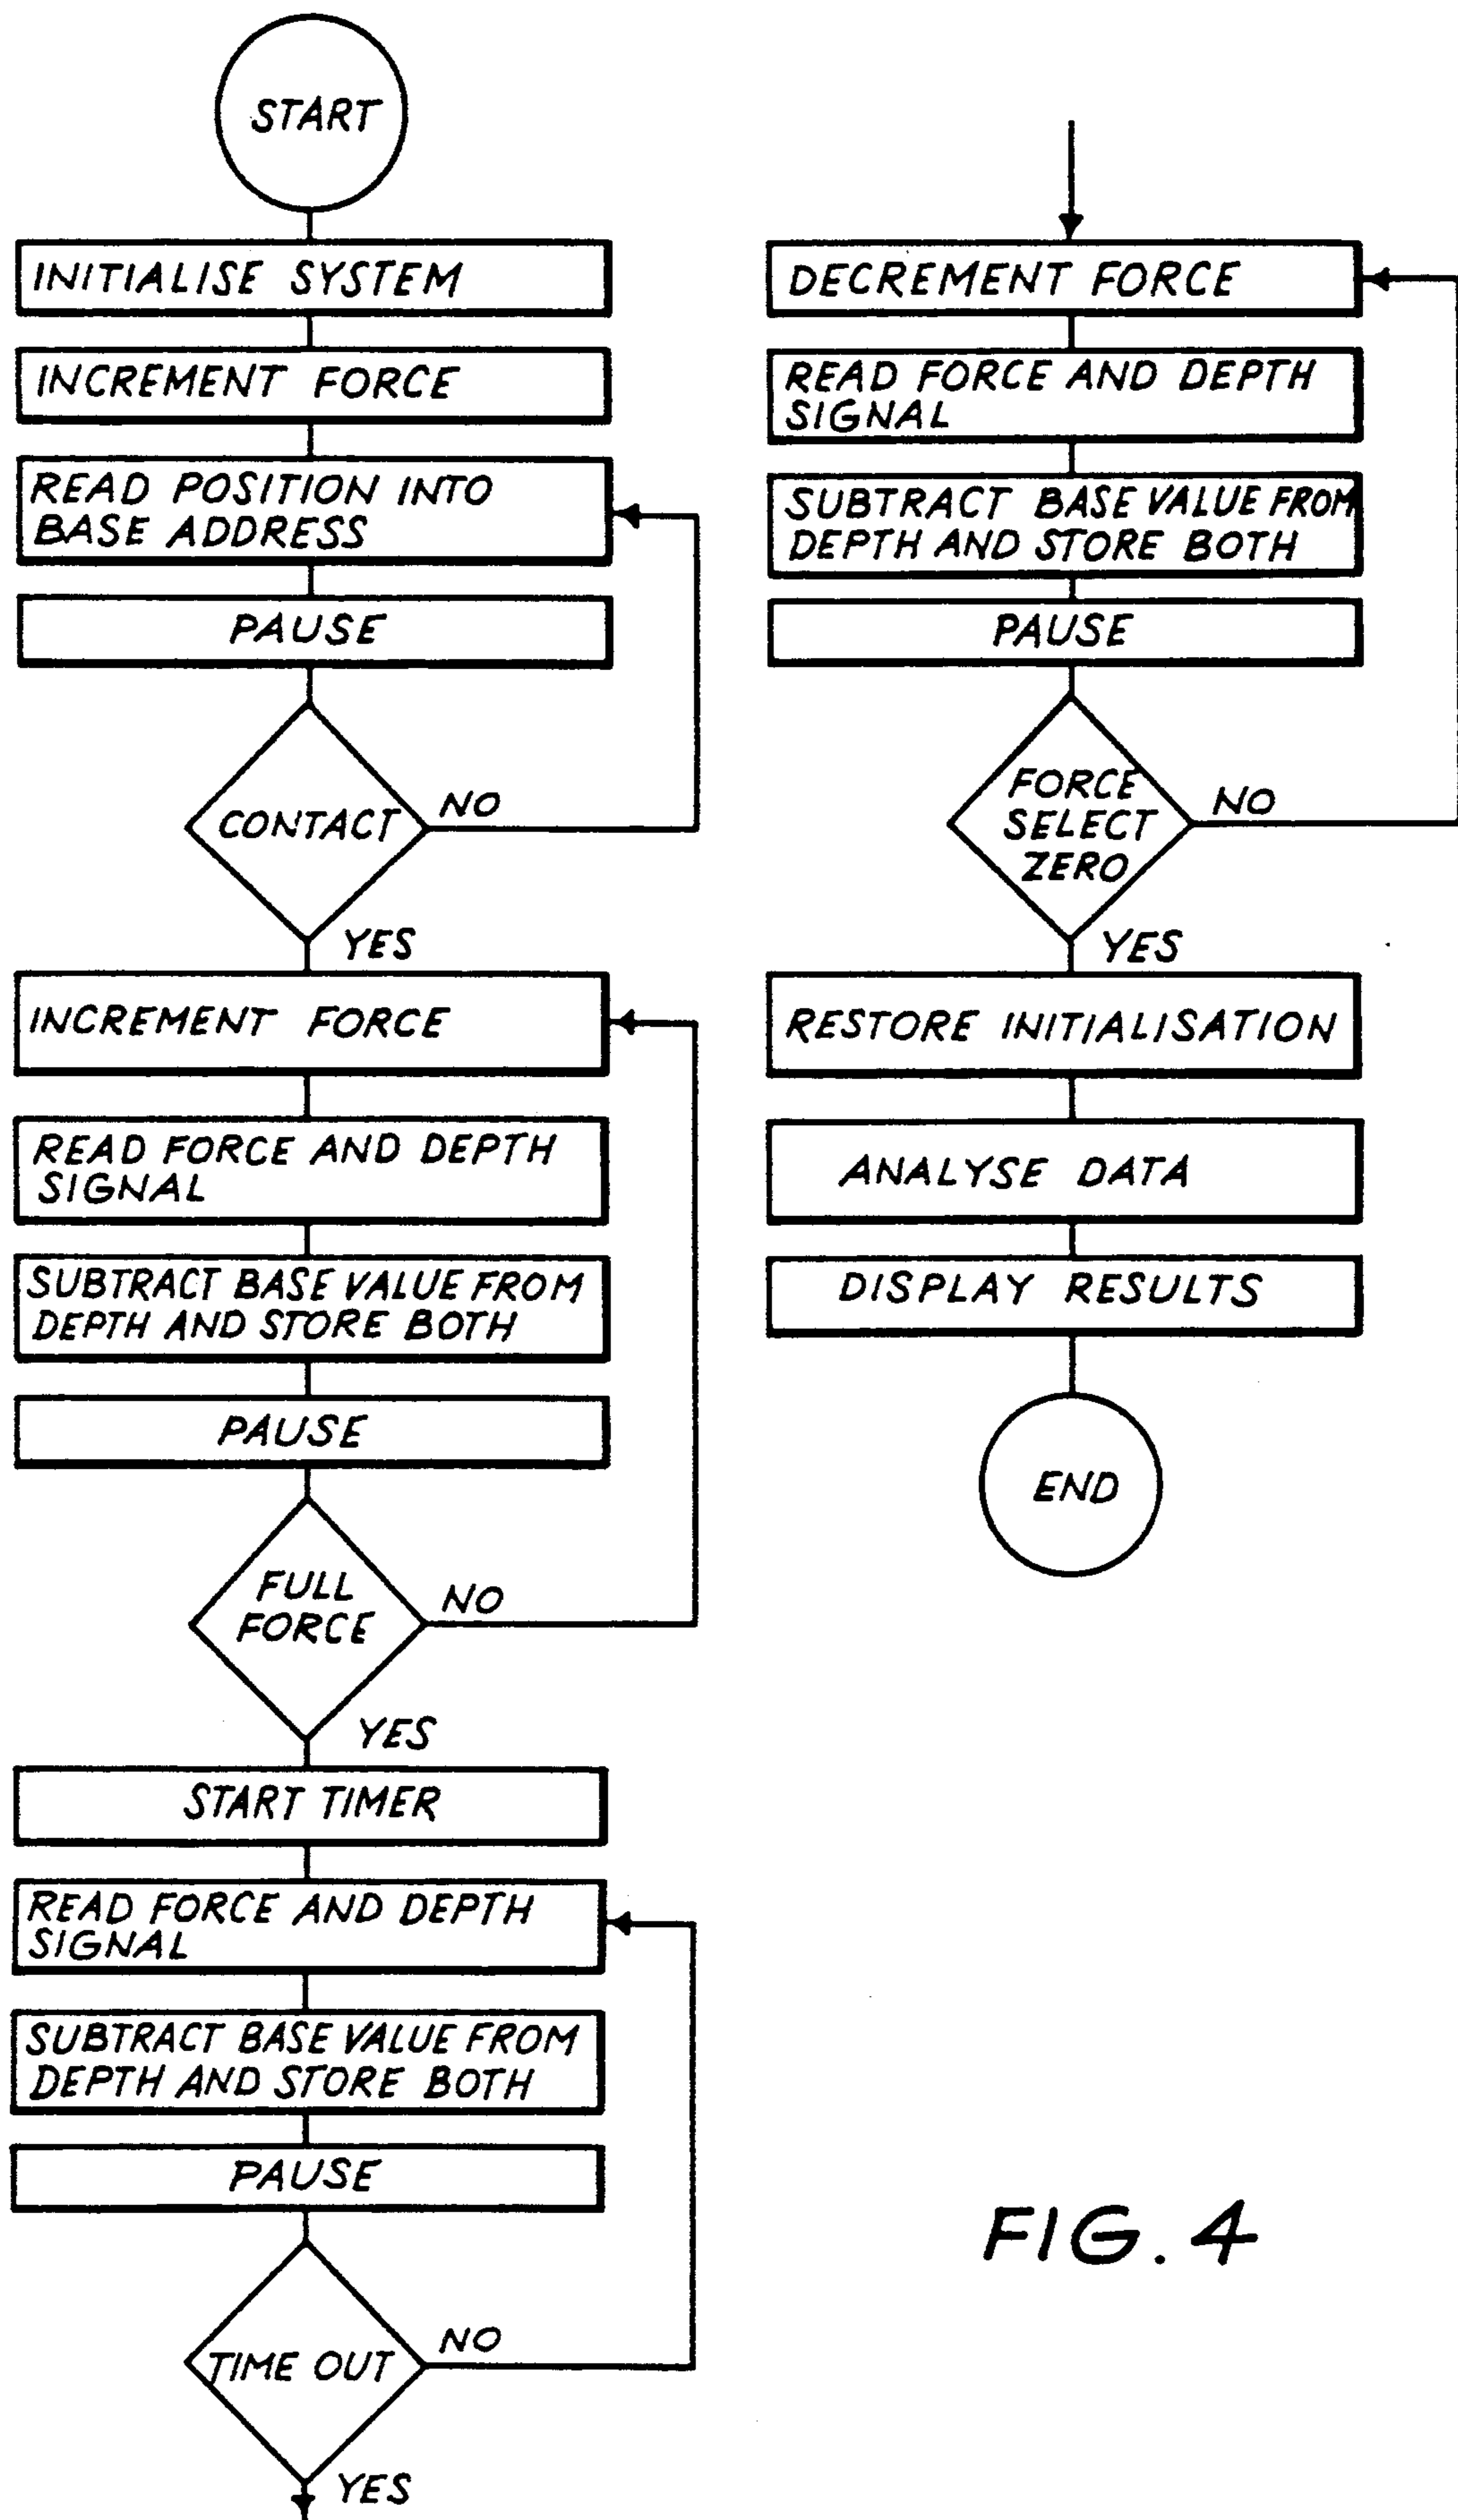 START
INITIALISE SYSTEM
INCREMENT FORCE
READ POSITION INTO
BASE ADDRESS
PAUSE
CONTACT
NO
YES
INCREMENT FORCE
READ FORCE AND DEPTH
SIGNAL
SUBTRACT BASE VALUE FROM
DEPTH AND STORE BOTH
PAUSE
FULL
FORCE
NO
YES
START TIMER
READ FORCE AND DEPTH
SIGNAL
SUBTRACT BASE VALUE FROM
DEPTH AND STORE BOTH
PAUSE
TIME OUT
NO
YES
DECREMENT FORCE
READ FORCE AND DEPTH
SIGNAL
SUBTRACT BASE VALUE FROM
DEPTH AND STORE BOTH
PAUSE
FORCE
SELECT
ZERO
NO
YES
RESTORE INITIALISATION
ANALYSE DATA
DISPLAY RESULTS
END
FIG. 4